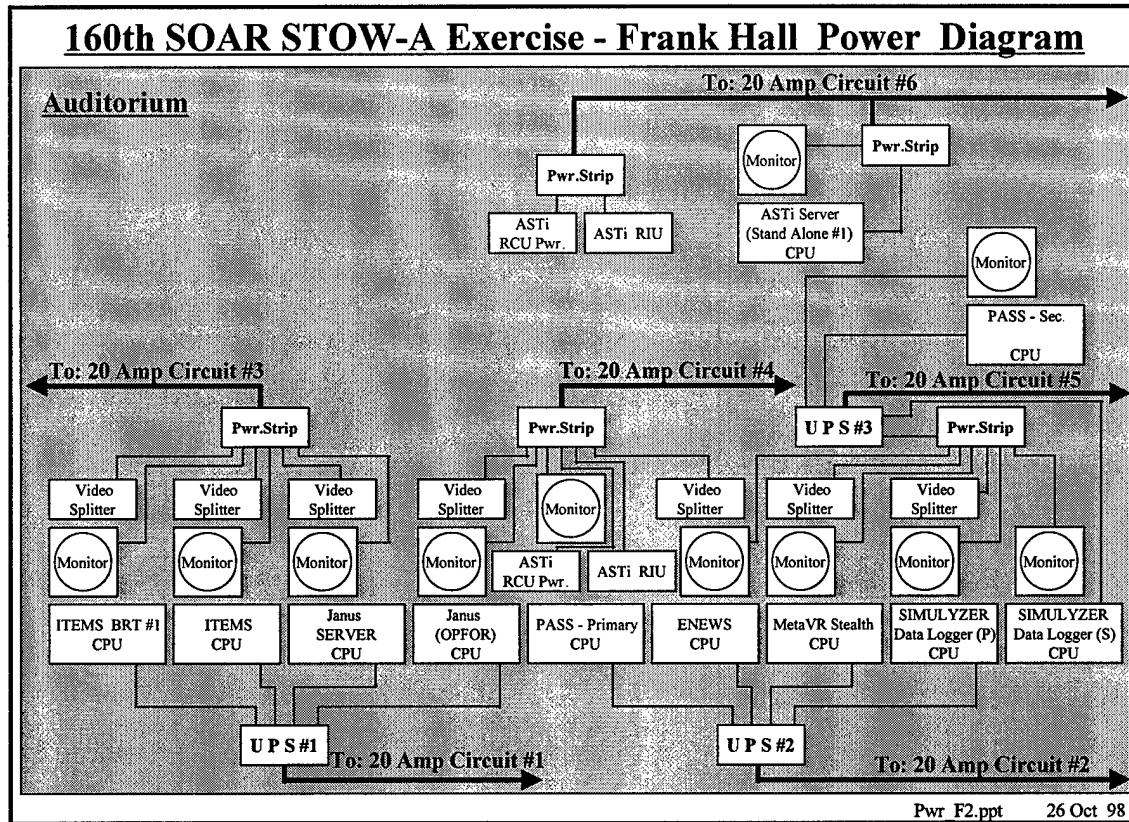 160th SOAR STOW-A Exercise - Frank Hall Power Diagram
Auditorium
To: 20 Amp Circuit #6
Monitor
Pwr.Strip
Pwr.Strip
ASTi
RCU Pwr.
ASTi RIU
ASTi Server
(Stand Alone #1)
CPU
Monitor
PASS - Sec.
CPU
To: 20 Amp Circuit #3
To: 20 Amp Circuit #4
To: 20 Amp Circuit #5
Pwr.Strip
Pwr.Strip
U P S #3
Pwr.Strip
Video
Splitter
Video
Splitter
Video
Splitter
Video
Splitter
Monitor
Video
Splitter
Video
Splitter
Video
Splitter
Monitor
Monitor
Monitor
Monitor
ASTi
RCU Pwr.
ASTi RIU
Monitor
Monitor
Monitor
Monitor
ITEMS BRT #1
CPU
ITEMS
CPU
Janus
SERVER
CPU
Janus
(OPFOR)
CPU
PASS - Primary
CPU
ENEWS
CPU
MetaVR Stealth
CPU
SIMULYZER
Data Logger (P)
CPU
SIMULYZER
Data Logger (S)
CPU
U P S #1
To: 20 Amp Circuit #1
U P S #2
To: 20 Amp Circuit #2
Pwr_F2.ppt 26 Oct 98